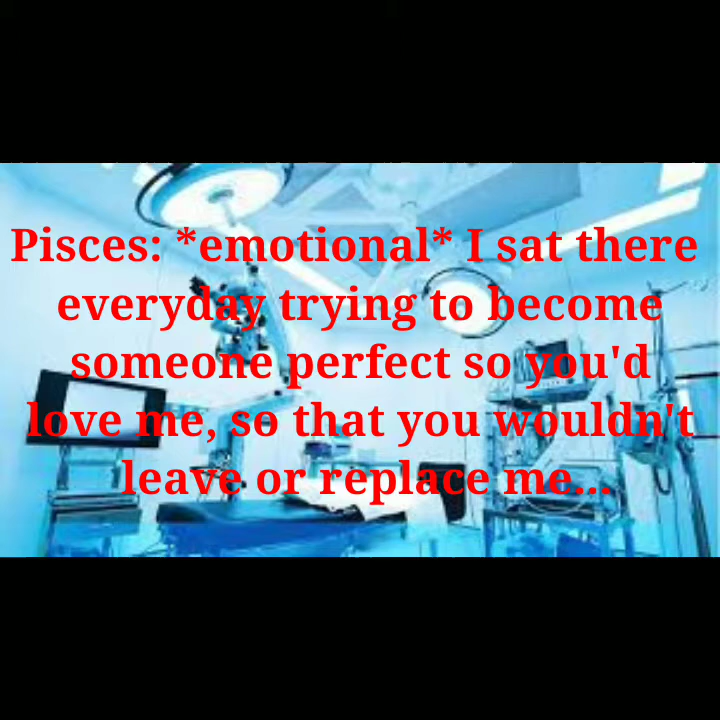 Pisces: *emotional* I sat there
everyday trying to become
someone perfect so you'd
love me, so that you wouldn't
leave or replace me...